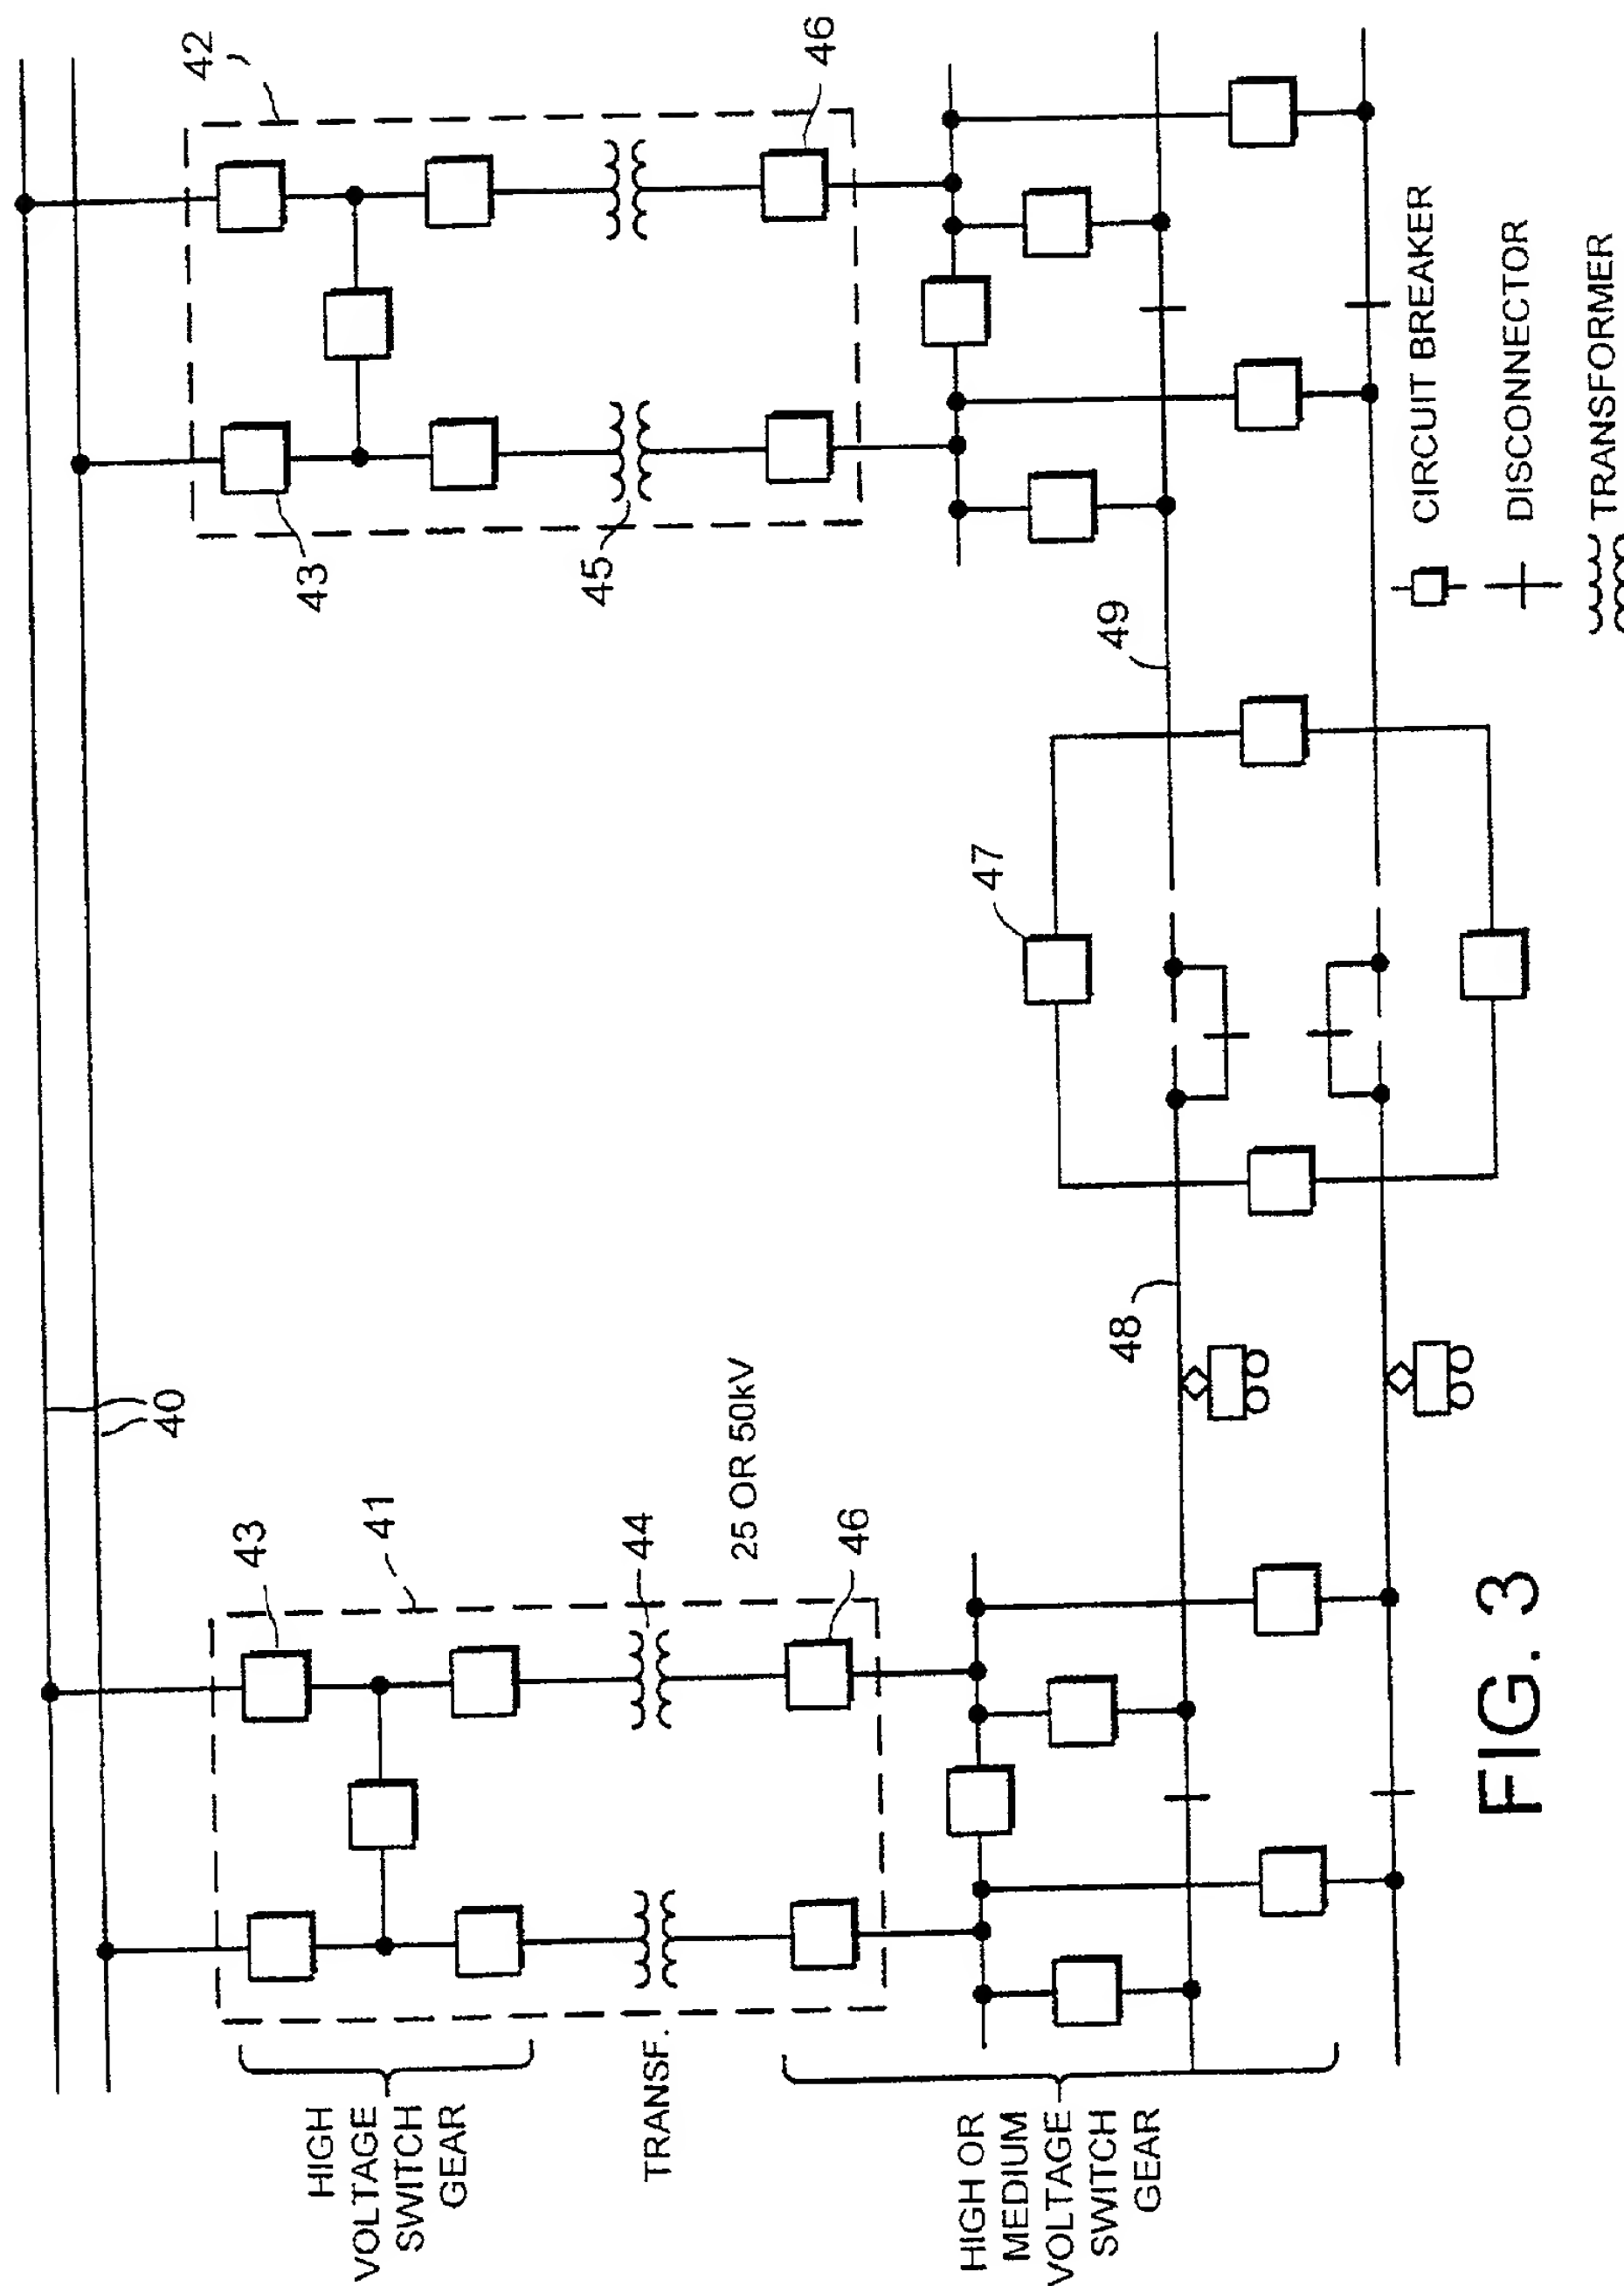 40
42
41
43
43
44
45
25 OR 50kV
46
46
47
48
49
HIGH
VOLTAGE
SWITCH
GEAR
TRANSF.
HIGH OR
MEDIUM
VOLTAGE
SWITCH
GEAR
CIRCUIT BREAKER
DISCONNECTOR
TRANSFORMER
FIG. 3